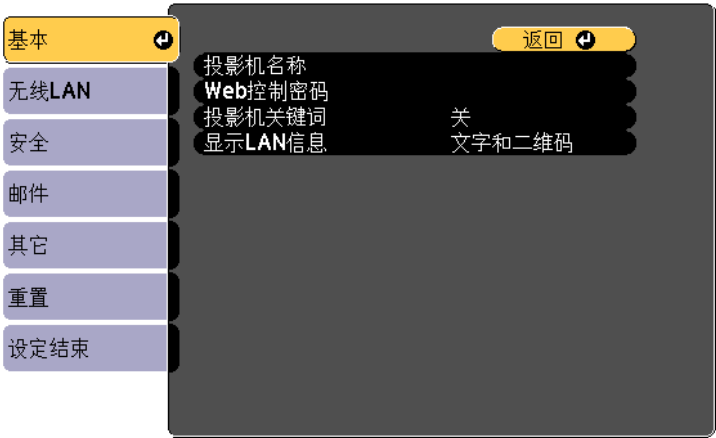 基本
无线LAN
安全
邮件
其它
重置
设定结束
返回
投影机名称
Web控制密码
投影机关键词 关
显示LAN信息 文字和二维码